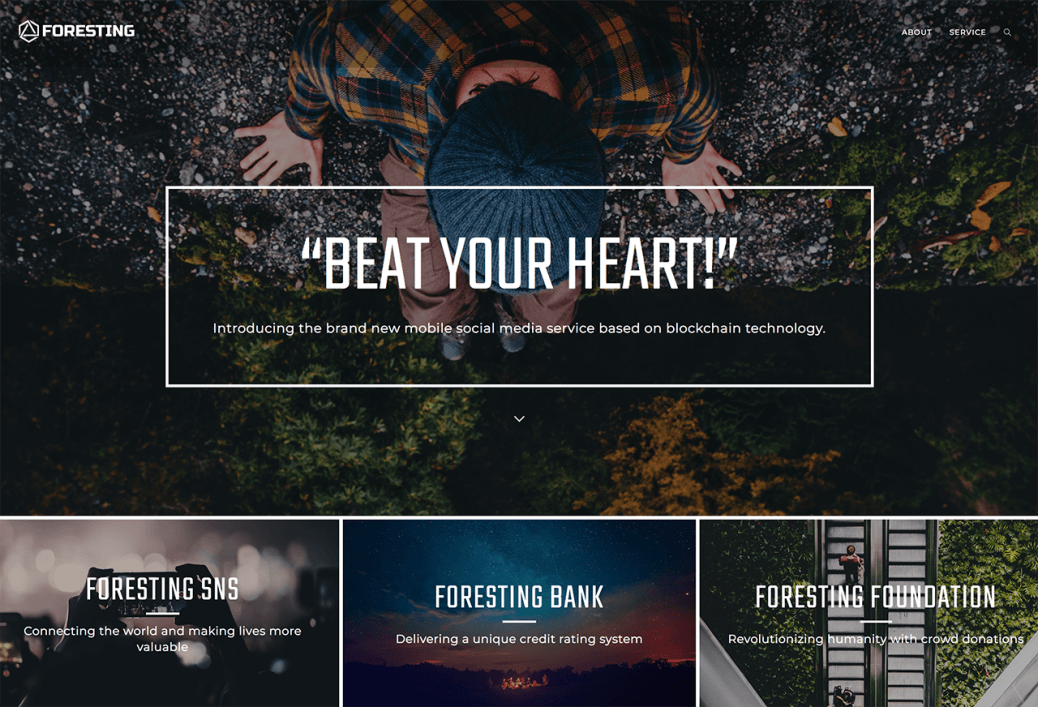 FORESTING
ABOUT SERVICE
“BEAT YOUR HEART!”
Introducing the brand new mobile social media service based on blockchain technology.
FORESTING SNS
Connecting the world and making lives more
valuable
FORESTING BANK
Delivering a unique credit rating system
FORESTING FOUNDATION
Revolutionizing humanity with crowd donations